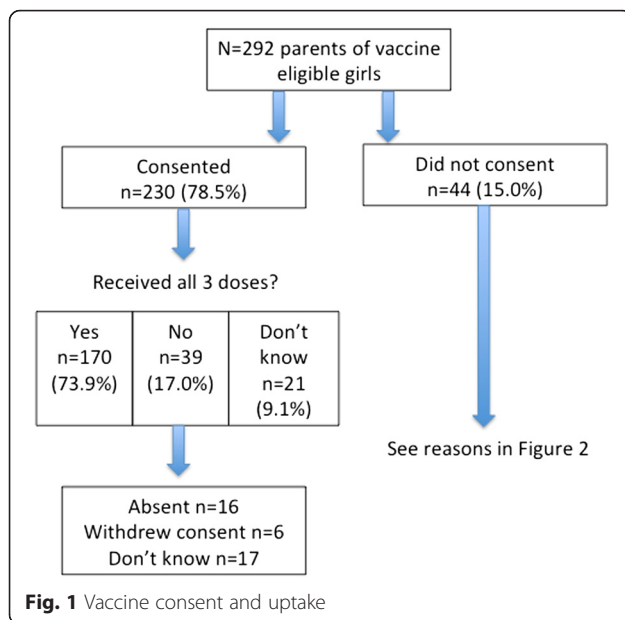 N=292 parents of vaccine
eligible girls
Consented
n=230 (78.5%)
Did not consent
n=44 (15.0%)
Received all 3 doses?
Yes
n=170
(73.9%)
No
n=39
(17.0%)
Don't
know
n=21
(9.1%)
See reasons in Figure 2
Absent n=16
Withdrew consent n=6
Don't know n=17
Fig. 1 Vaccine consent and uptake